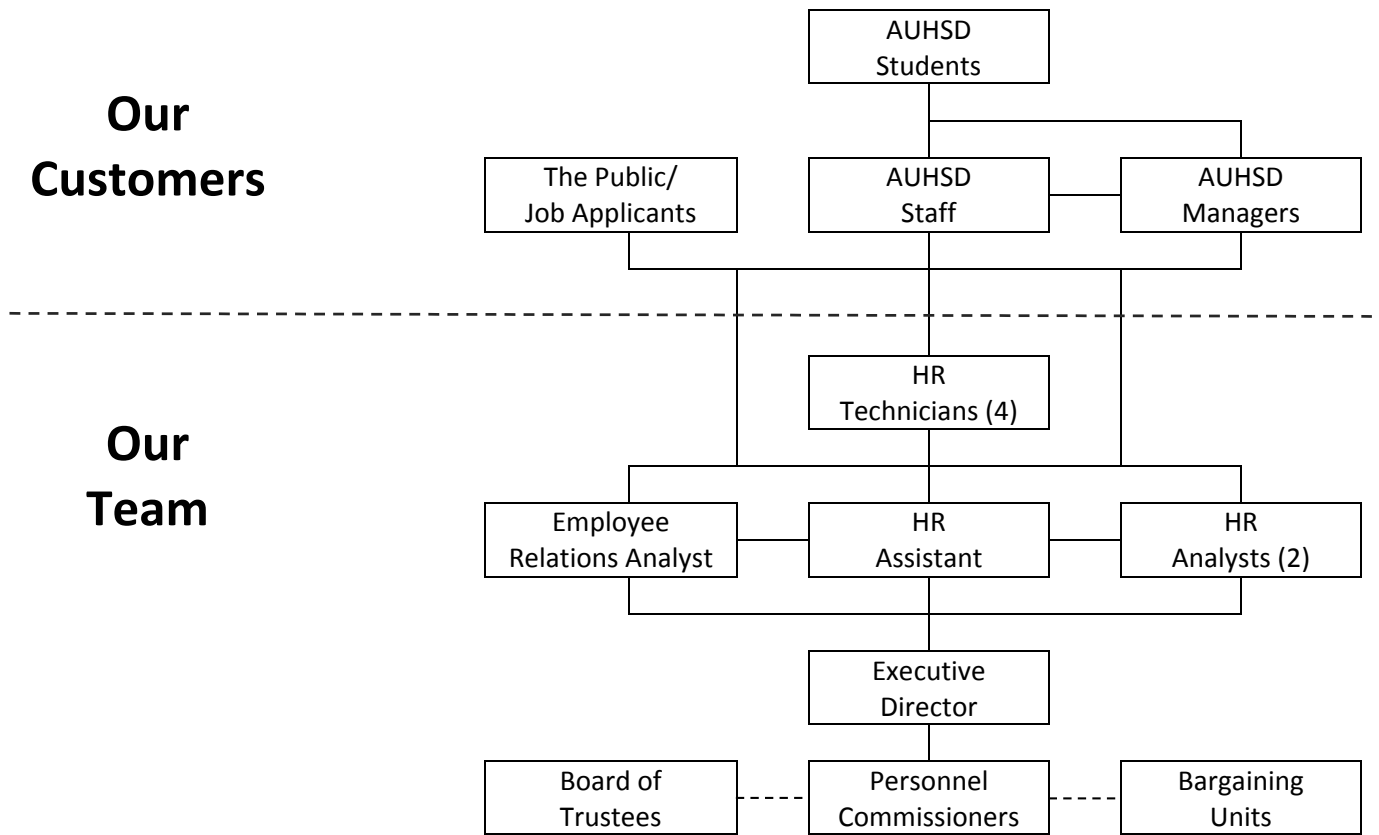 AUHSD
Students
Our
Customers
The Public/
Job Applicants
AUHSD
Staff
AUHSD
Managers
HR
Technicians (4)
Our
Team
Employee
Relations Analyst
HR
Assistant
HR
Analysts (2)
Executive
Director
Board of
Trustees
Personnel
Commissioners
Bargaining
Units